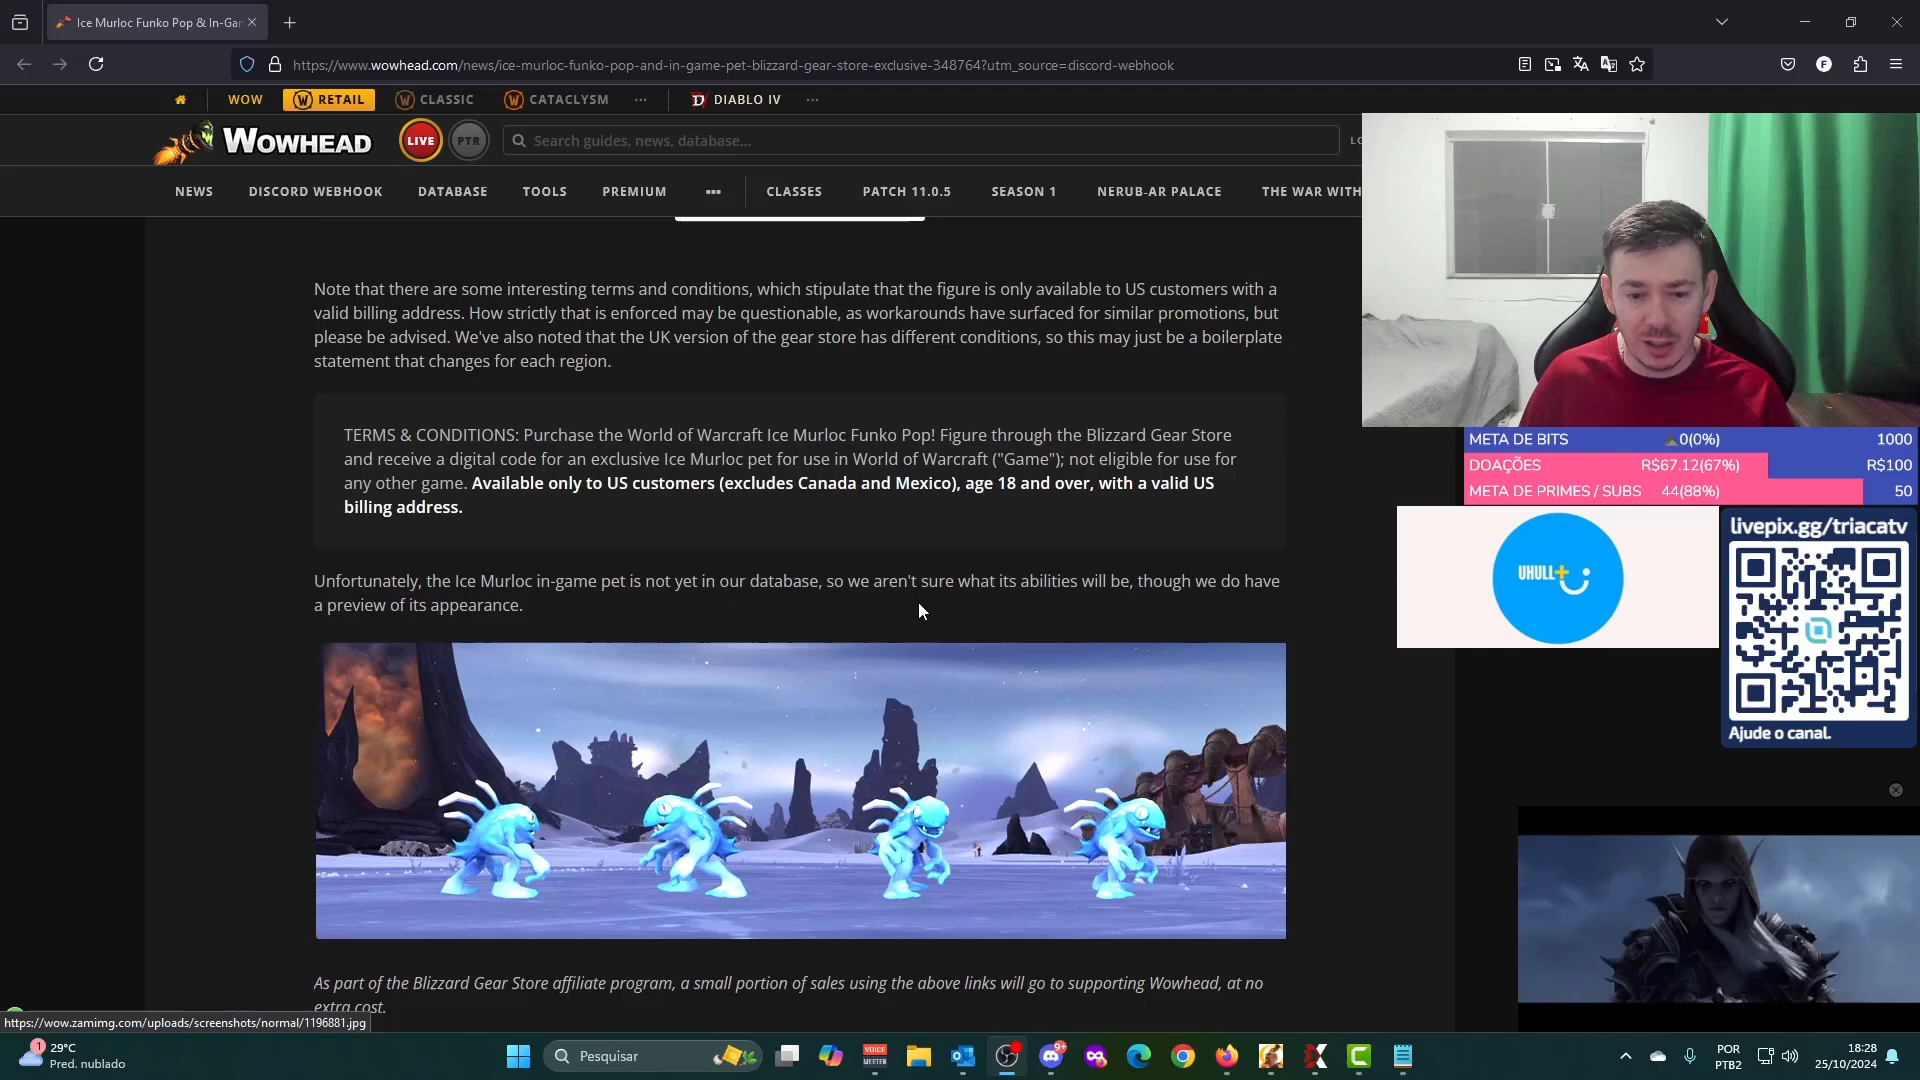 Ice Murloc Funko Pop & In-Gam
https://www.wowhead.com/news/ice-murloc-funko-pop-and-in-game-pet-blizzard-gear-store-exclusive-348764?utm_source=discord-webhook
WOW
RETAIL
CLASSIC
CATACLYSM
DIABLO IV
WOWHEAD
LIVE
PTR
Search guides, news, database...
LO
NEWS
DISCORD WEBHOOK
DATABASE
TOOLS
PREMIUM
CLASSES
PATCH 11.0.5
SEASON 1
NERUB-AR PALACE
THE WAR WITH
Note that there are some interesting terms and conditions, which stipulate that the figure is only available to US customers with a
valid billing address. How strictly that is enforced may be questionable, as workarounds have surfaced for similar promotions, but
please be advised. We've also noted that the UK version of the gear store has different conditions, so this may just be a boilerplate
statement that changes for each region.
TERMS & CONDITIONS: Purchase the World of Warcraft Ice Murloc Funko Pop! Figure through the Blizzard Gear Store
and receive a digital code for an exclusive Ice Murloc pet for use in World of Warcraft ("Game"); not eligible for use for
any other game. Available only to US customers (excludes Canada and Mexico), age 18 and over, with a valid US
billing address.
Unfortunately, the Ice Murloc in-game pet is not yet in our database, so we aren't sure what its abilities will be, though we do have
a preview of its appearance.
As part of the Blizzard Gear Store affiliate program, a small portion of sales using the above links will go to supporting Wowhead, at no
extra cost.
META DE BITS 0(0%) 1000
DOAÇÕES R$67.12(67%) R$100
META DE PRIMES / SUBS 44(88%) 50
UHULL+
livepix.gg/triacatv
Ajude o canal.
https://wow.zamimg.com/uploads/screenshots/normal/1196881.jpg
1
29°C
Pred. nublado
Pesquisar
VOICE
MEETER
9+
POR
PTB2
18:28
25/10/2024